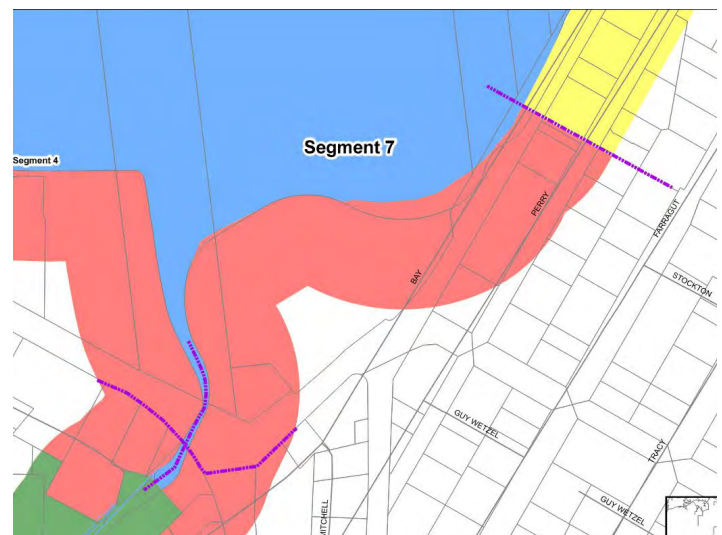 Segment 7
Segment 4
PERRY
FARRAGUT
BAY
STOCKTON
GUY WETZEL
TRACY
GUY WETZEL
MITCHELL